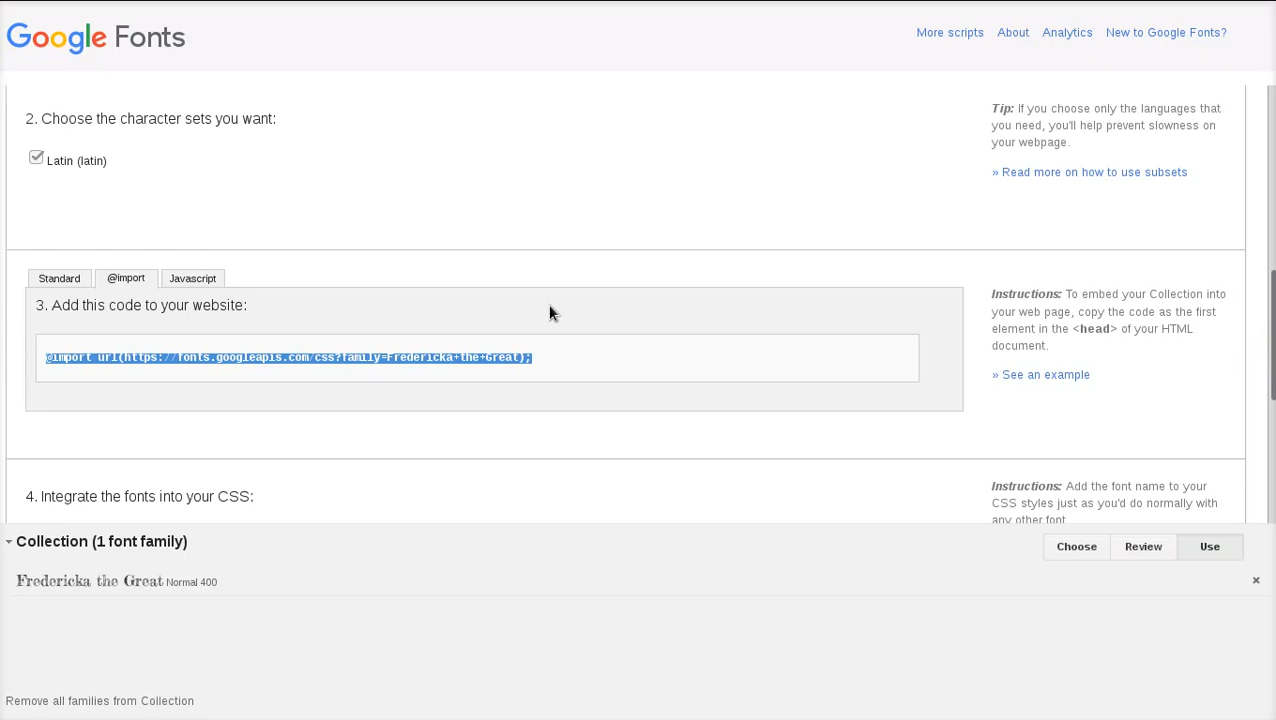 Google Fonts
More scripts About Analytics New to Google Fonts?
2. Choose the character sets you want:
Latin (latin)
Tip: If you choose only the languages that
you need, you'll help prevent slowness on
your webpage.
» Read more on how to use subsets
Standard @import Javascript
3. Add this code to your website:
@import url(https://fonts.googleapis.com/css?family=Fredericka+the+Great);
Instructions: To embed your Collection into
your web page, copy the code as the first
element in the <head> of your HTML
document.
» See an example
4. Integrate the fonts into your CSS:
Instructions: Add the font name to your
CSS styles just as you'd do normally with
any other font
Collection (1 font family)
Choose Review Use
Fredericka the Great Normal 400
×
Remove all families from Collection